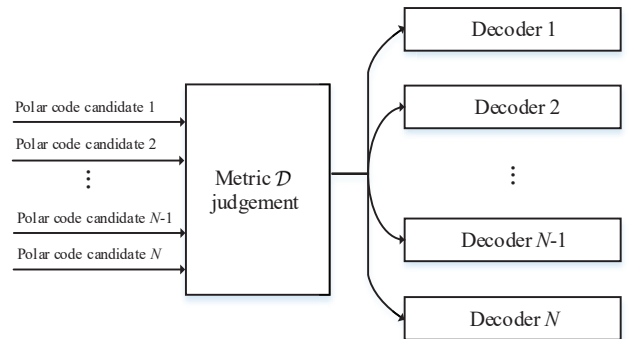 Polar code candidate 1
Polar code candidate 2
⋮
Polar code candidate N-1
Polar code candidate N
Metric 𝒟
judgement
Decoder 1
Decoder 2
⋮
Decoder N-1
Decoder N